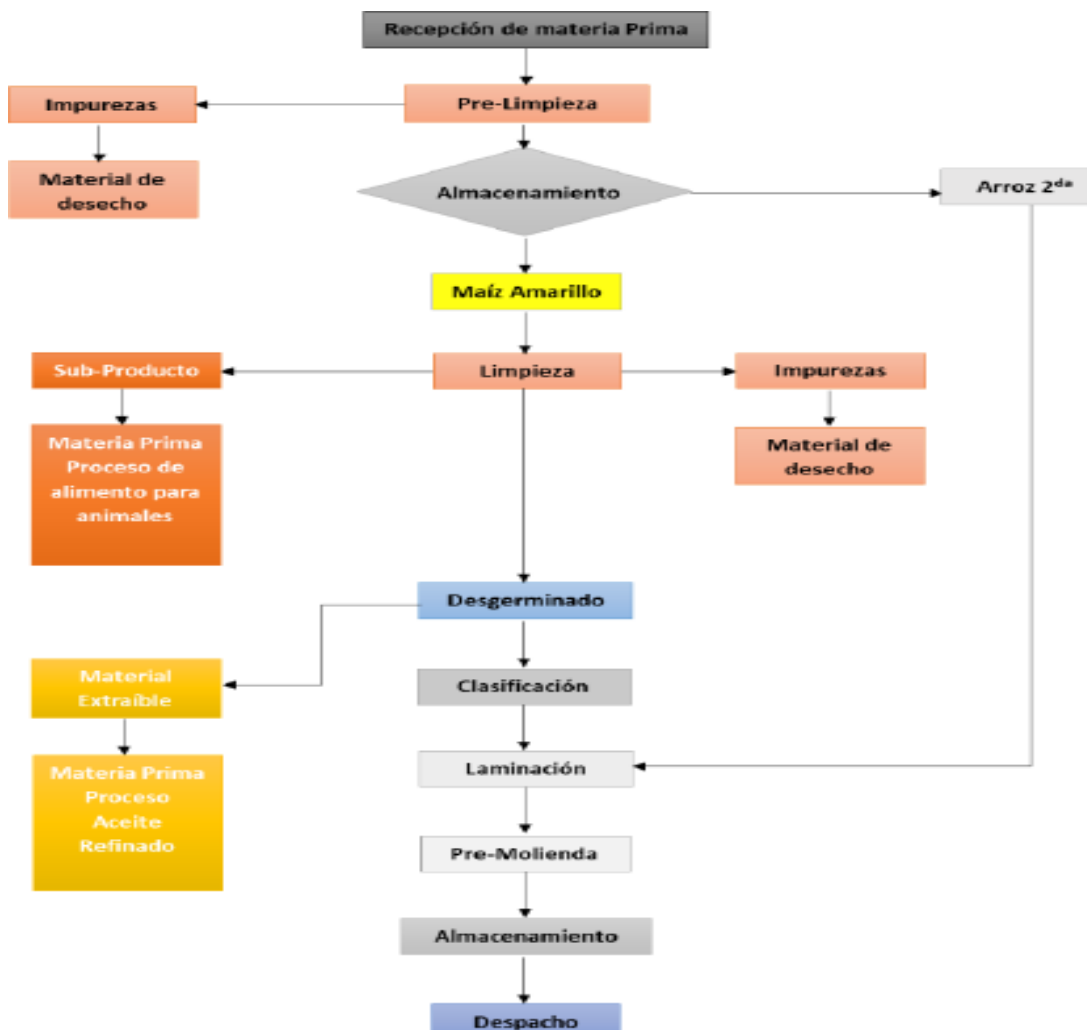 Recepción de materia Prima
Impurezas
Pre-Limpieza
Material de
desecho
Almacenamiento
Arroz 2da
Maíz Amarillo
Sub-Producto
Limpieza
Impurezas
Materia Prima
Proceso de
alimento para
animales
Material de
desecho
Desgerminado
Material
Extraíble
Clasificación
Materia Prima
Proceso
Aceite
Refinado
Laminación
Pre-Molienda
Almacenamiento
Despacho